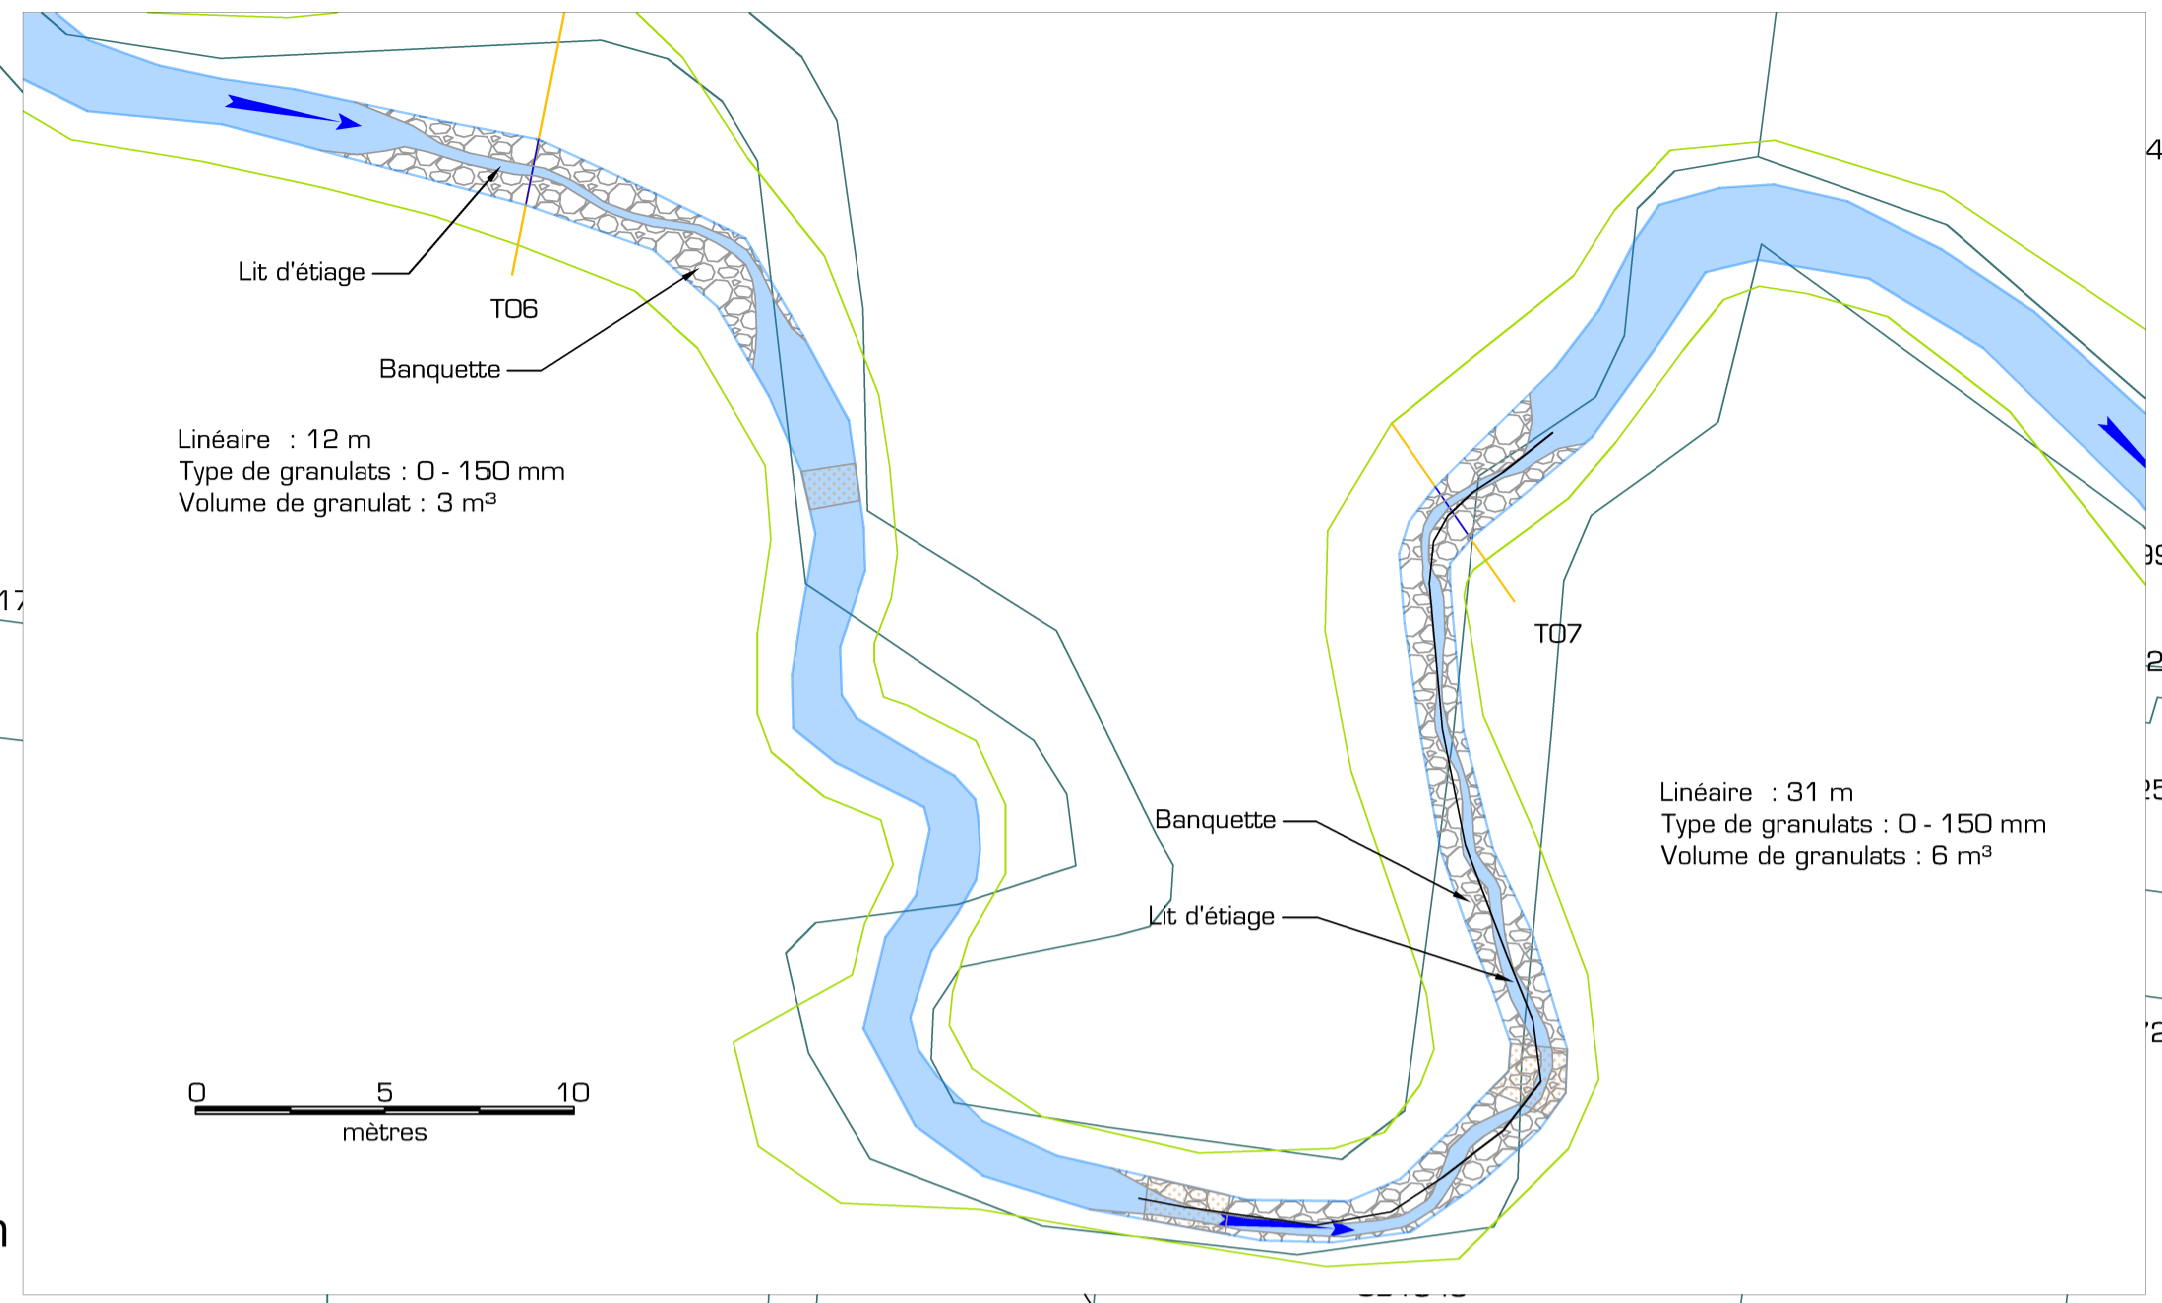 Lit d'étiage
T06
Banquette
Linéaire : 12 m
Type de granulats : 0 - 150 mm
Volume de granulat : 3 m³
T07
Banquette
Lit d'étiage
Linéaire : 31 m
Type de granulats : 0 - 150 mm
Volume de granulats : 6 m³
0 5 10
mètres
17